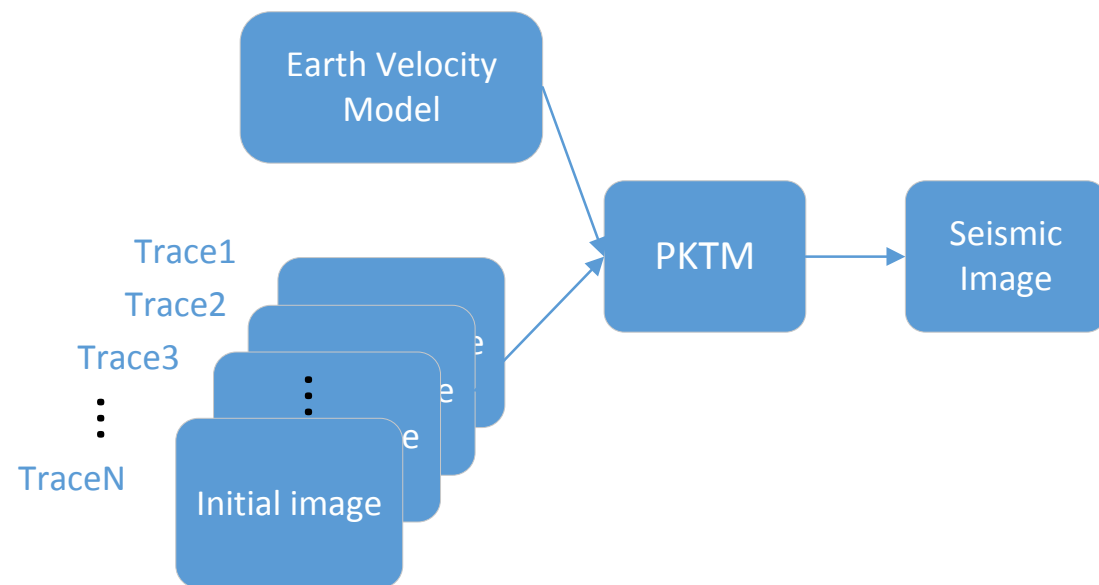 Earth Velocity
Model
PKTM
Seismic
Image
Trace1
Trace2
Trace3
TraceN
Initial image